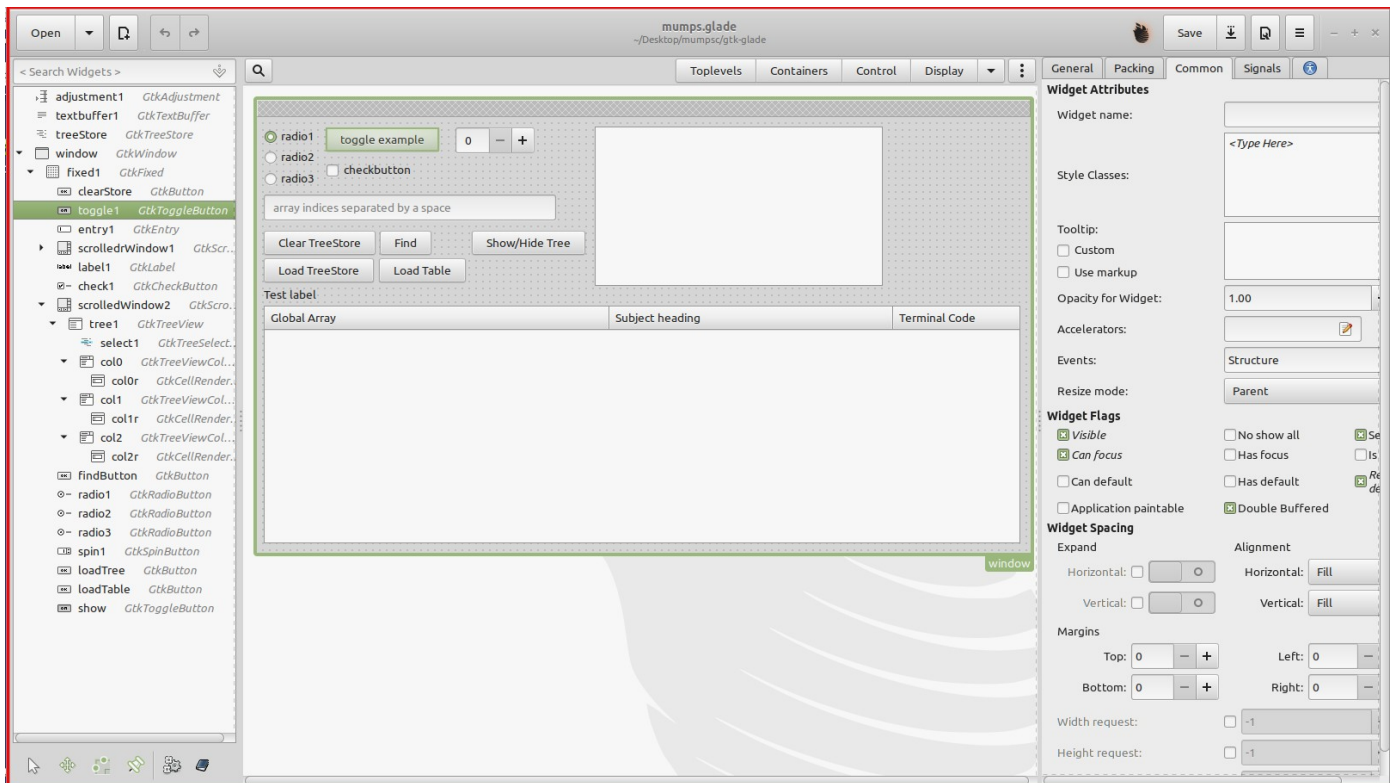 Open
mumps.glade
~/Desktop/mumpsc/gtk-glade
Save
< Search Widgets >
adjustment1 GtkAdjustment
textbuffer1 GtkTextBuffer
treeStore GtkTreeStore
window GtkWindow
fixed1 GtkFixed
clearStore GtkButton
toggle1 GtkToggleButton
entry1 GtkEntry
scrolledrWindow1 GtkScr...
label1 GtkLabel
check1 GtkCheckButton
scrolledWindow2 GtkScro...
tree1 GtkTreeView
select1 GtkTreeSelect...
col0 GtkTreeViewCol...
col0r GtkCellRender...
col1 GtkTreeViewCol...
col1r GtkCellRender...
col2 GtkTreeViewCol...
col2r GtkCellRender...
findButton GtkButton
radio1 GtkRadioButton
radio2 GtkRadioButton
radio3 GtkRadioButton
spin1 GtkSpinButton
loadTree GtkButton
loadTable GtkButton
show GtkToggleButton
Toplevels Containers Control Display
radio1 toggle example 0 − +
radio2
checkbutton
radio3
array indices separated by a space
Clear TreeStore Find Show/Hide Tree
Load TreeStore Load Table
Test label
Global Array Subject heading Terminal Code
window
General Packing Common Signals
Widget Attributes
Widget name:
<Type Here>
Style Classes:
Tooltip:
Custom
Use markup
Opacity for Widget: 1.00
Accelerators:
Events: Structure
Resize mode: Parent
Widget Flags
Visible No show all Se
Can focus Has focus Is
Can default Has default Re
de
Application paintable Double Buffered
Widget Spacing
Expand Alignment
Horizontal: Horizontal: Fill
Vertical: Vertical: Fill
Margins
Top: 0 − + Left: 0 −
Bottom: 0 − + Right: 0 −
Width request: -1
Height request: -1